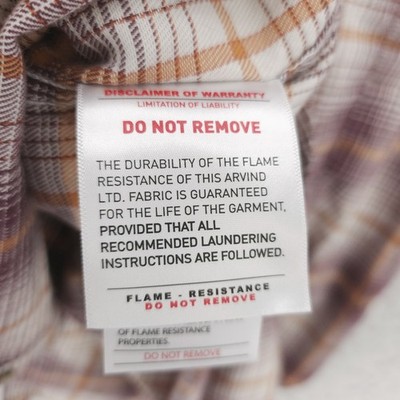 DISCLAIMER OF WARRANTY
LIMITATION OF LIABILITY
DO NOT REMOVE
THE DURABILITY OF THE FLAME
RESISTANCE OF THIS ARVIND
LTD. FABRIC IS GUARANTEED
FOR THE LIFE OF THE GARMENT,
PROVIDED THAT ALL
RECOMMENDED LAUNDERING
INSTRUCTIONS ARE FOLLOWED.
FLAME - RESISTANCE
DO NOT REMOVE
OF FLAME RESISTANCE
PROPERTIES.
DO NOT REMOVE